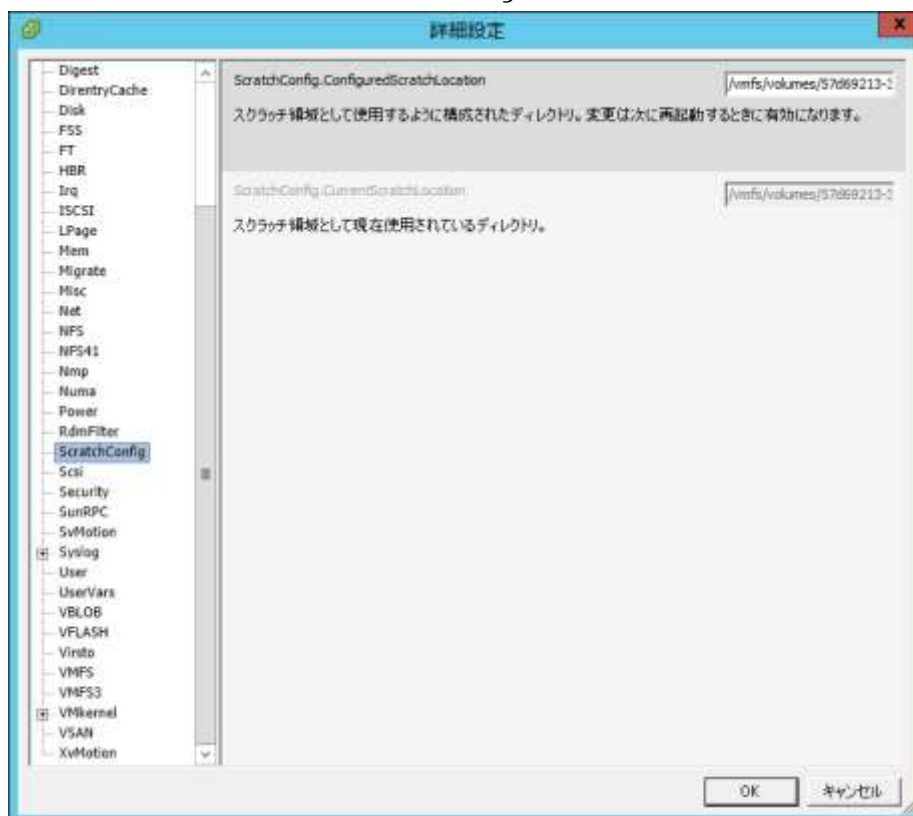 詳細設定
Digest
DirentryCache
Disk
FSS
FT
HBR
Irq
ISCSI
LPage
Mem
Migrate
Misc
Net
NFS
NFS41
Nmp
Numa
Power
RdmFilter
ScratchConfig
Scsi
Security
SunRPC
SvMotion
Syslog
User
UserVars
VBLOB
VFLASH
Virsto
VMFS
VMFS3
VMkernel
VSAN
XvMotion
ScratchConfig.ConfiguredScratchLocation
/vmfs/volumes/57d69213-
スクラッチ領域として使用するように構成されたディレクトリ。変更は次に再起動するときに有効になります。
ScratchConfig.CurrentScratchLocation
/vmfs/volumes/57d69213-
スクラッチ領域として現在使用されているディレクトリ。
OK
キャンセル